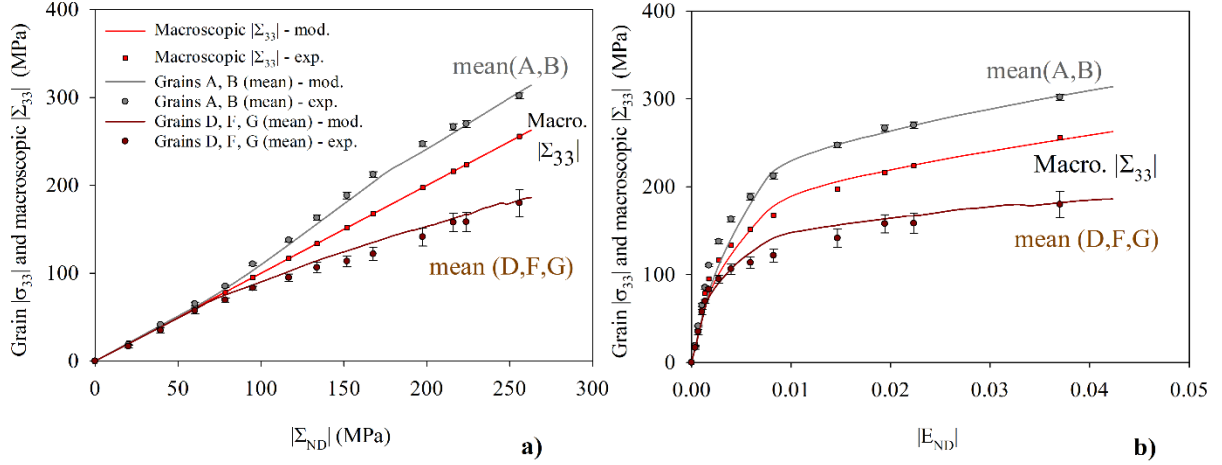 Grain |σ33| and macroscopic |Σ33| (MPa)
400
300
200
100
0
Macroscopic |Σ33| - mod.
Macroscopic |Σ33| - exp.
Grains A, B (mean) - mod.
Grains A, B (mean) - exp.
Grains D, F, G (mean) - mod.
Grains D, F, G (mean) - exp.
mean(A,B)
Macro.
|Σ33|
mean (D,F,G)
0 50 100 150 200 250 300
|ΣND| (MPa)
a)
Grain |σ33| and macroscopic |Σ33| (MPa)
400
300
200
100
0
mean(A,B)
Macro. |Σ33|
mean (D,F,G)
0.00 0.01 0.02 0.03 0.04 0.05
|END|
b)